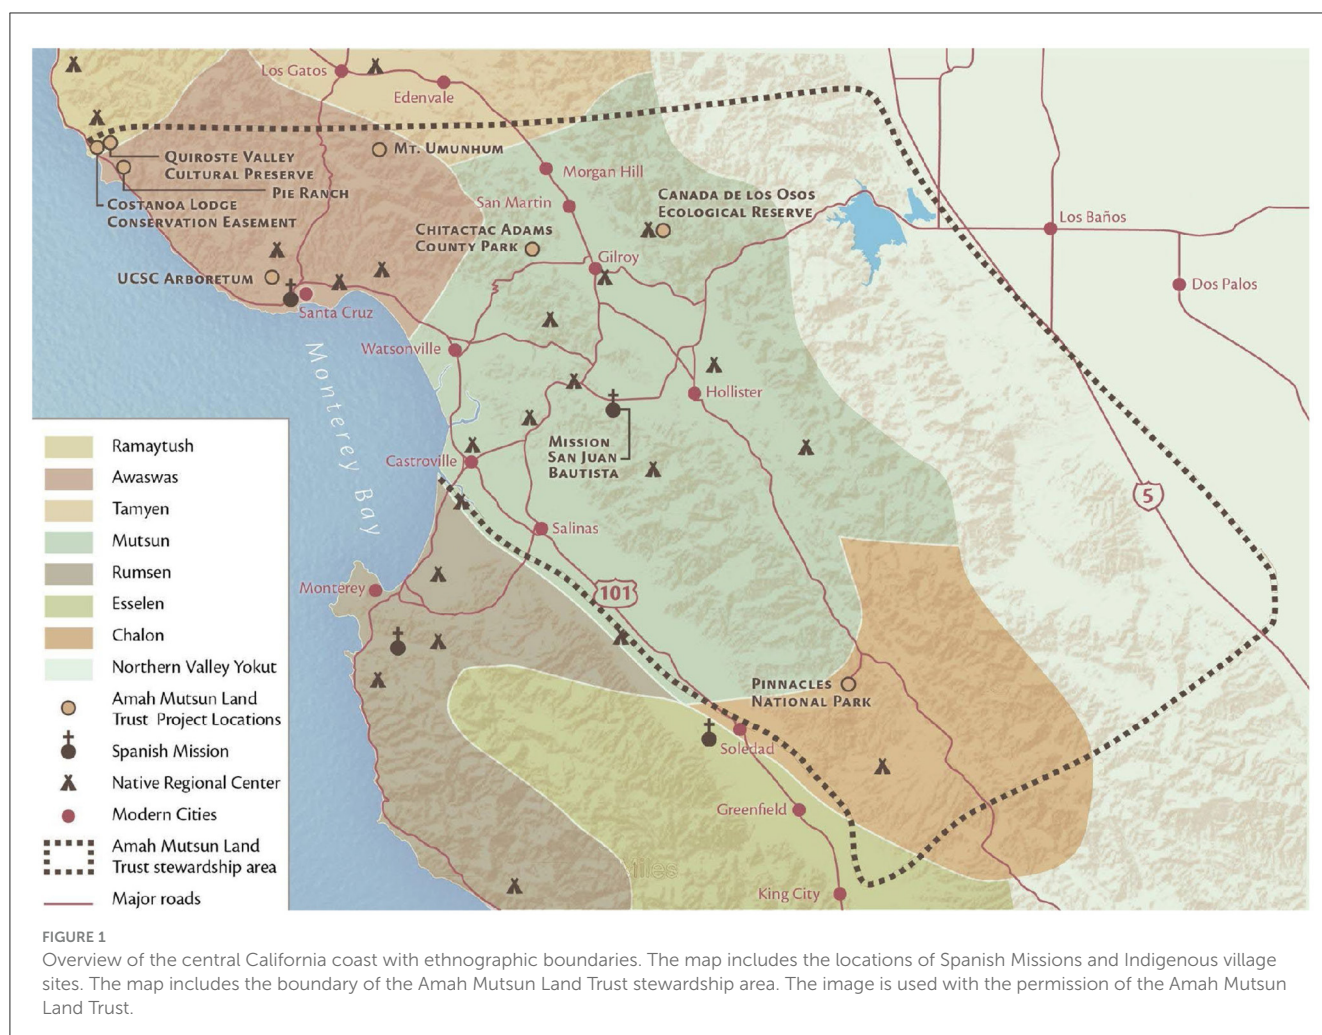 Los Gatos
Edenvale
Mt. Umunhum
Quiroste Valley
Cultural Preserve
Pie Ranch
Costanoa Lodge
Conservation Easement
Morgan Hill
San Martin
Canada de los Osos
Ecological Reserve
Chitactac Adams
County Park
Gilroy
Los Baños
Dos Palos
UCSC Arboretum
Santa Cruz
Watsonville
Monterey Bay
Hollister
Mission
San Juan
Bautista
Castroville
Salinas
5
101
Monterey
Pinnacles
National Park
Soledad
Greenfield
King City
Ramaytush
Awaswas
Tamyen
Mutsun
Rumsen
Esselen
Chalon
Northern Valley Yokut
Amah Mutsun Land
Trust Project Locations
Spanish Mission
Native Regional Center
Modern Cities
Amah Mutsun Land
Trust stewardship area
Major roads
FIGURE 1
Overview of the central California coast with ethnographic boundaries. The map includes the locations of Spanish Missions and Indigenous village
sites. The map includes the boundary of the Amah Mutsun Land Trust stewardship area. The image is used with the permission of the Amah Mutsun
Land Trust.